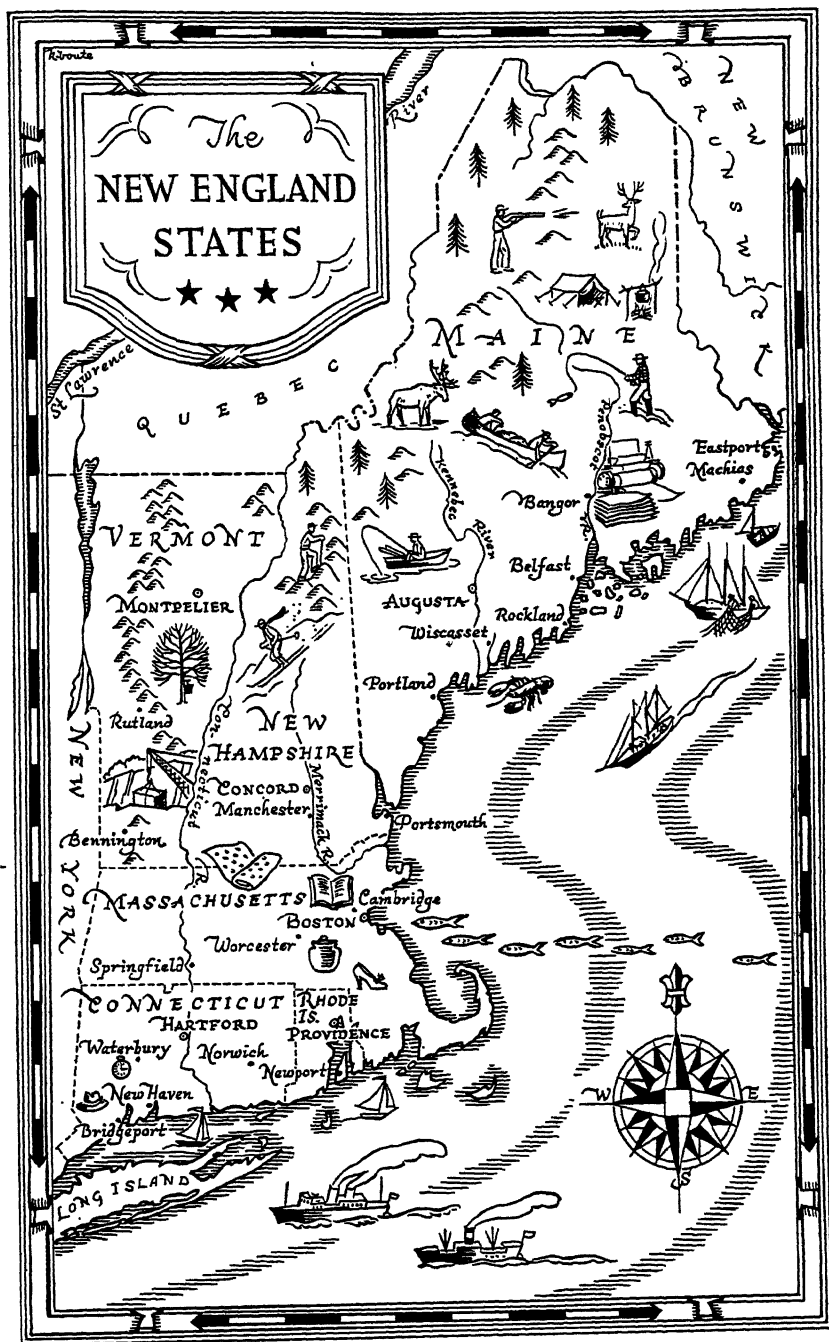 The
NEW ENGLAND
STATES
River
NEW
BRUNSWICK
St Lawrence
QUEBEC
MAINE
Penobscot
R.
Eastport
Machias
Kennebec
River
Bangor
VERMONT
Belfast
MONTPELIER
AUGUSTA
Rockland
Wiscasset
Portland
Rutland
Connecticut
R.
NEW
HAMPSHIRE
NEW
YORK
CONCORD
Manchester
Merrimack R.
Portsmouth
Bennington
MASSACHUSETTS
Cambridge
BOSTON
Worcester
Springfield
CONNECTICUT
RHODE
IS.
HARTFORD
PROVIDENCE
Waterbury
Norwich
Newport
New Haven
Bridgeport
LONG ISLAND
W
E
S